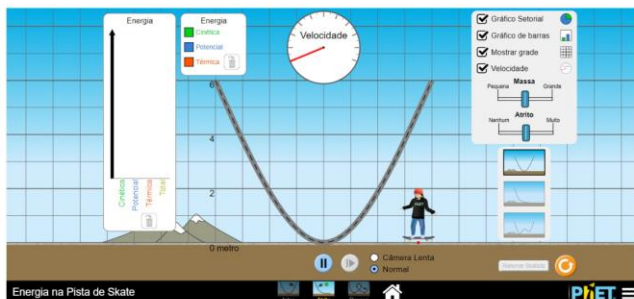 Energia
Cinética
Potencial
Térmica
Total
Energia
Cinética
Potencial
Térmica
Velocidade
Gráfico Setorial
Gráfico de barras
Mostrar grade
Velocidade
Massa
Pequena Grande
Atrito
Nenhum Muito
6
4
2
0 metro
Câmera Lenta
Normal
Energia na Pista de Skate
PhET